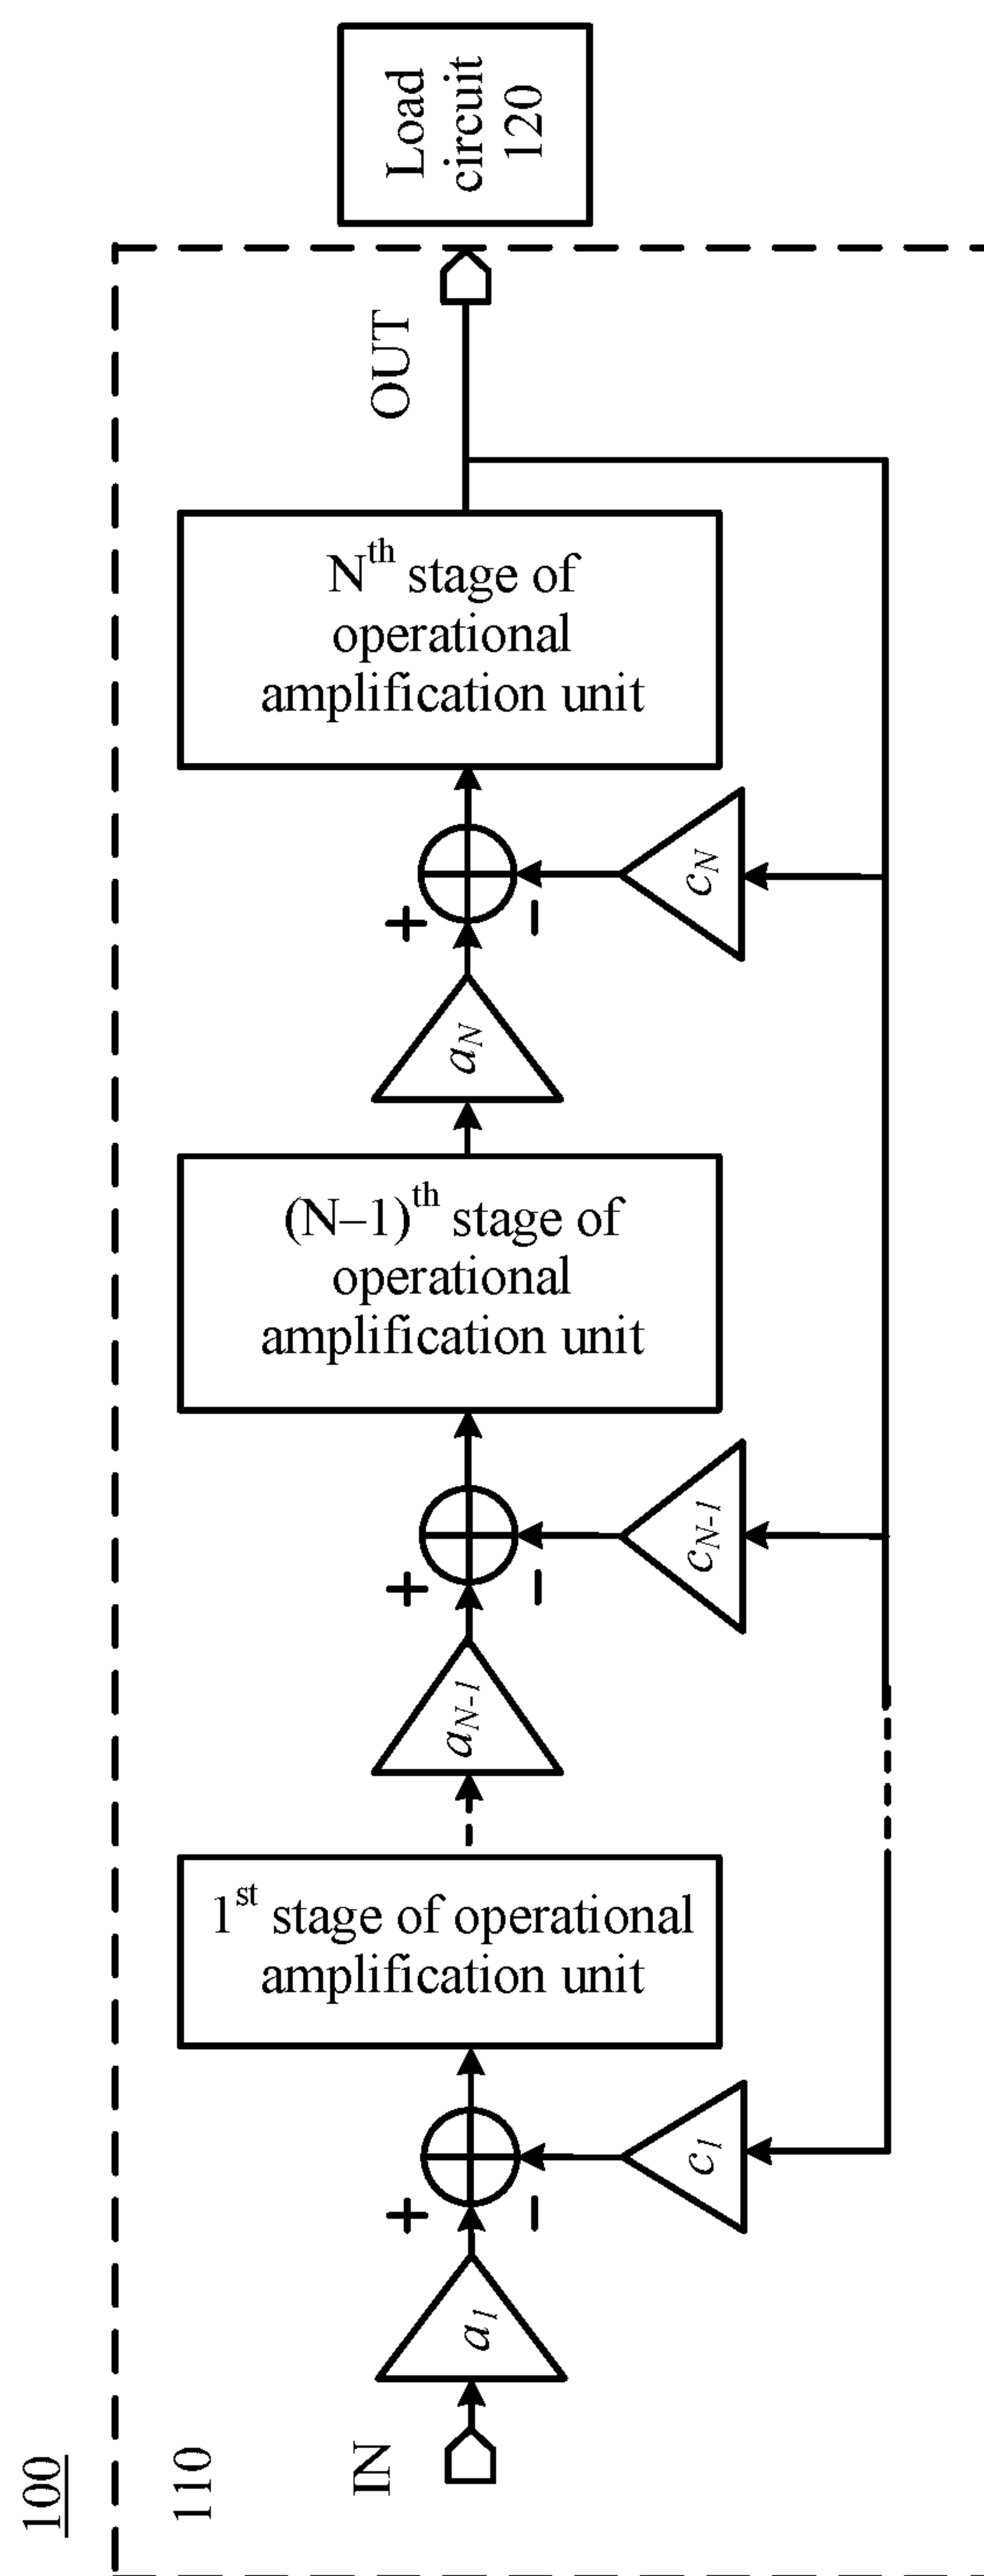 100
110
IN
a1
+
−
c1
1st stage of operational
amplification unit
aN-1
+
−
cN-1
(N–1)th stage of
operational
amplification unit
aN
+
−
cN
Nth stage of
operational
amplification unit
OUT
Load
circuit
120